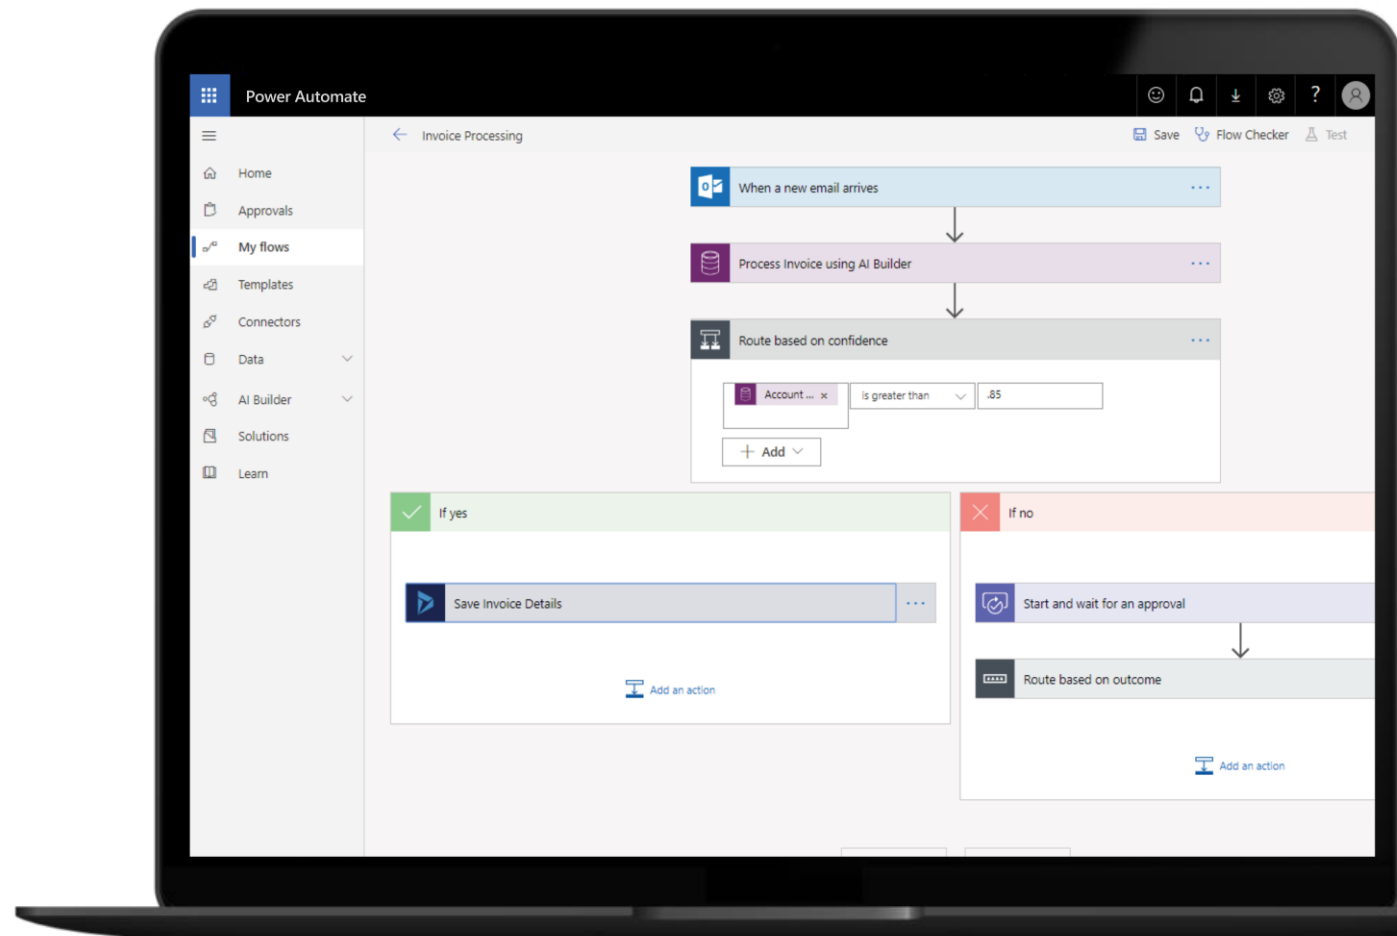 Power Automate
?
Invoice Processing
Save
Flow Checker
Test
Home
Approvals
My flows
Templates
Connectors
Data
AI Builder
Solutions
Learn
When a new email arrives
Process Invoice using AI Builder
Route based on confidence
Account ... x
is greater than
.85
+ Add
If yes
Save Invoice Details
Add an action
If no
Start and wait for an approval
Route based on outcome
Add an action